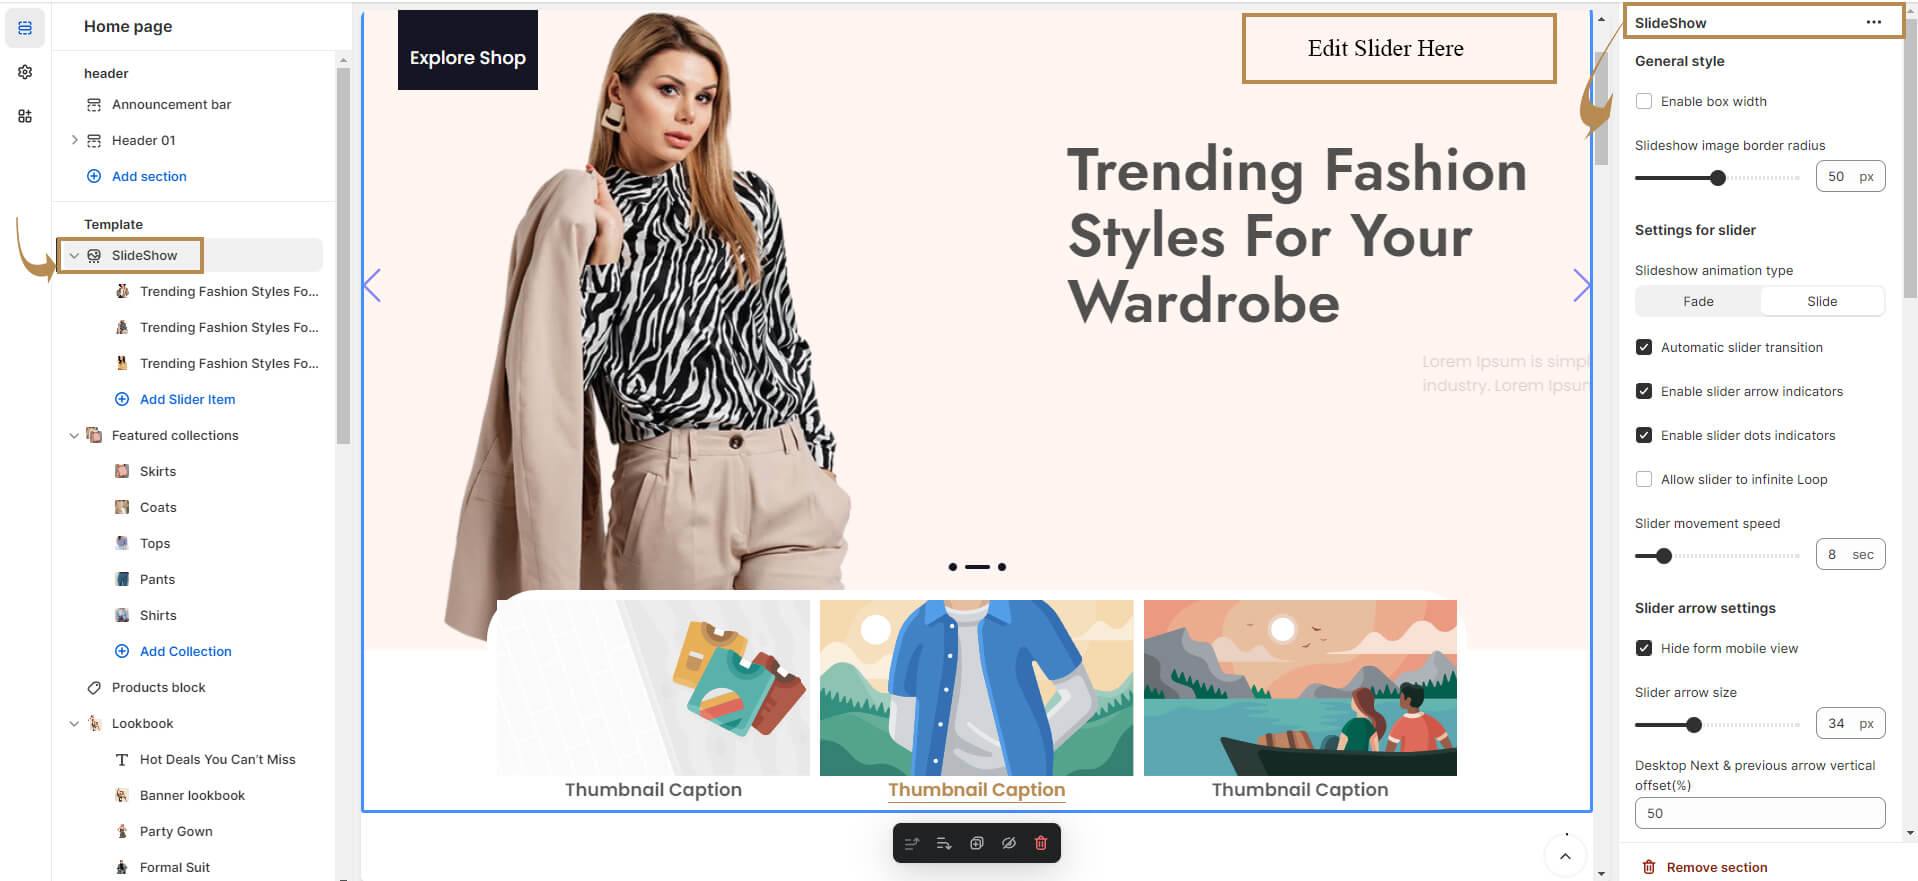 Home page
header
Announcement bar
Header 01
Add section
Template
SlideShow
Trending Fashion Styles Fo...
Trending Fashion Styles Fo...
Trending Fashion Styles Fo...
Add Slider Item
Featured collections
Skirts
Coats
Tops
Pants
Shirts
Add Collection
Products block
Lookbook
Hot Deals You Can't Miss
Banner lookbook
Party Gown
Formal Suit
Explore Shop
Edit Slider Here
Trending Fashion
Styles For Your
Wardrobe
Lorem Ipsum is simpl
industry. Lorem Ipsun
Thumbnail Caption
Thumbnail Caption
Thumbnail Caption
SlideShow
General style
Enable box width
Slideshow image border radius
50 px
Settings for slider
Slideshow animation type
Fade Slide
Automatic slider transition
Enable slider arrow indicators
Enable slider dots indicators
Allow slider to infinite Loop
Slider movement speed
8 sec
Slider arrow settings
Hide form mobile view
Slider arrow size
34 px
Desktop Next & previous arrow vertical
offset(%)
50
Remove section